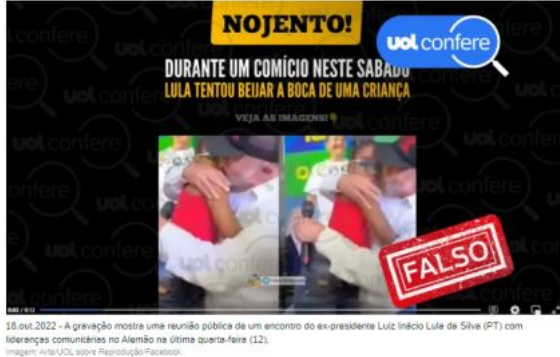 NOJENTO!
uol confere
DURANTE UM COMÍCIO NESTE SÁBADO
LULA TENTOU BEIJAR A BOCA DE UMA CRIANÇA
VEJA AS IMAGENS!
FALSO
18.out.2022 - A gravação mostra uma reunião pública de um encontro do ex-presidente Luiz Inácio Lula da Silva (PT) com
lideranças comunitárias no Alemão na última quarta-feira (12).
Imagem: Arte/UOL sobre Reprodução/Facebook